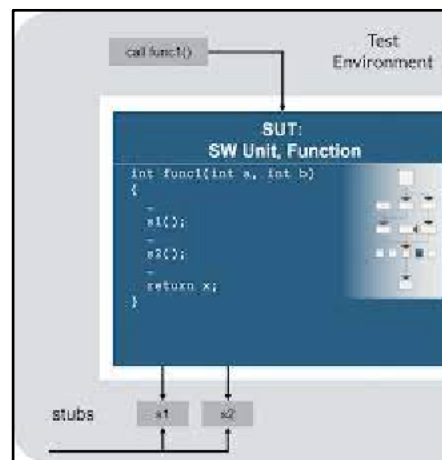 call func1()
Test
Environment
SUT:
SW Unit, Function
int func1(int a, int b)
{
…
s1();
…
s2();
…
return x;
}
stubs
s1
s2